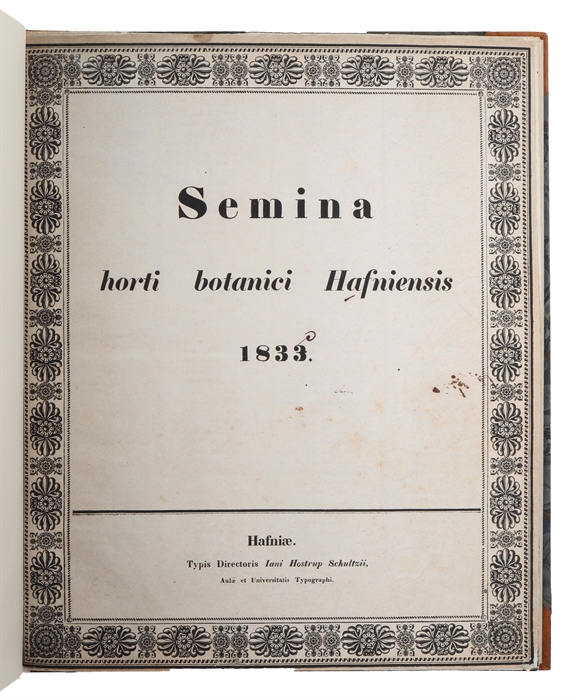 Semina
horti botanici Hafniensis
1833.
Hafniæ.
Typis Directoris Iani Hostrup Schultzii,
Aulæ et Universitatis Typographi.